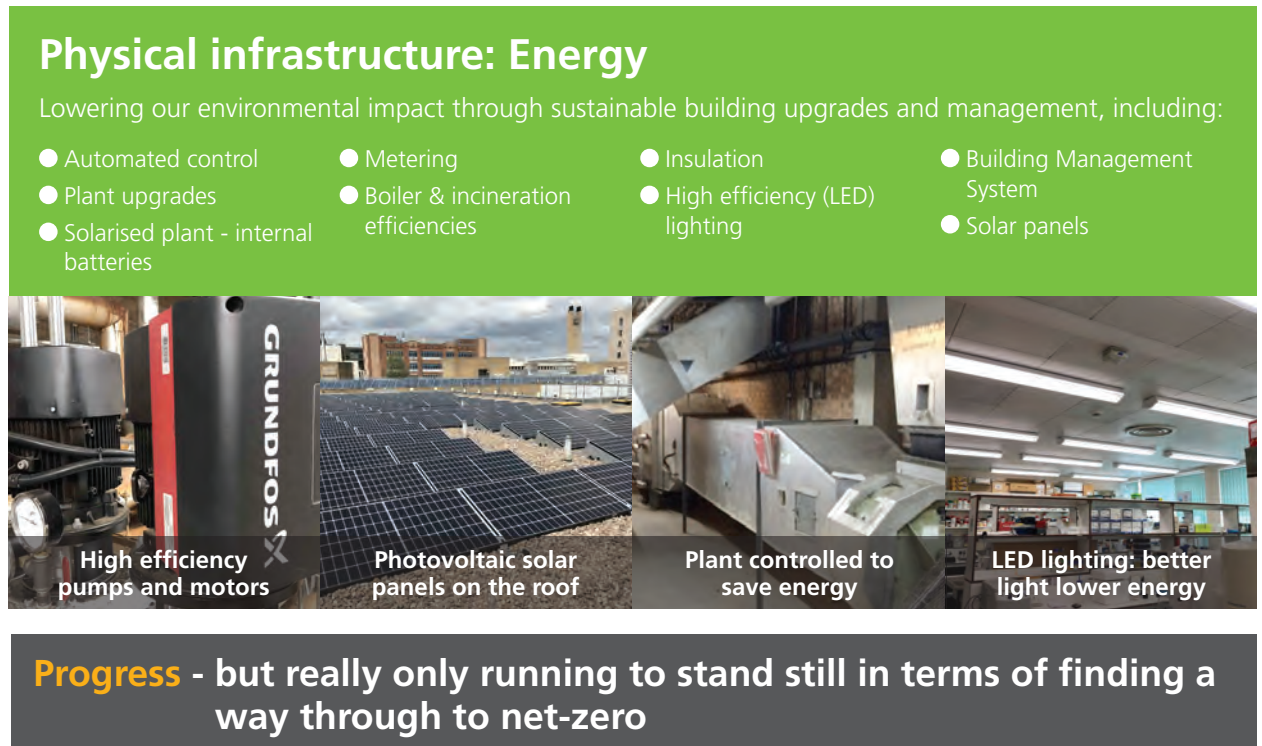 Physical infrastructure: Energy
Lowering our environmental impact through sustainable building upgrades and management, including:
Automated control
Plant upgrades
Solarised plant - internal
batteries
Metering
Boiler & incineration
efficiencies
Insulation
High efficiency (LED)
lighting
Building Management
System
Solar panels
GRUNDFOS
High efficiency
pumps and motors
Photovoltaic solar
panels on the roof
Plant controlled to
save energy
LED lighting: better
light lower energy
Progress - but really only running to stand still in terms of finding a
way through to net-zero